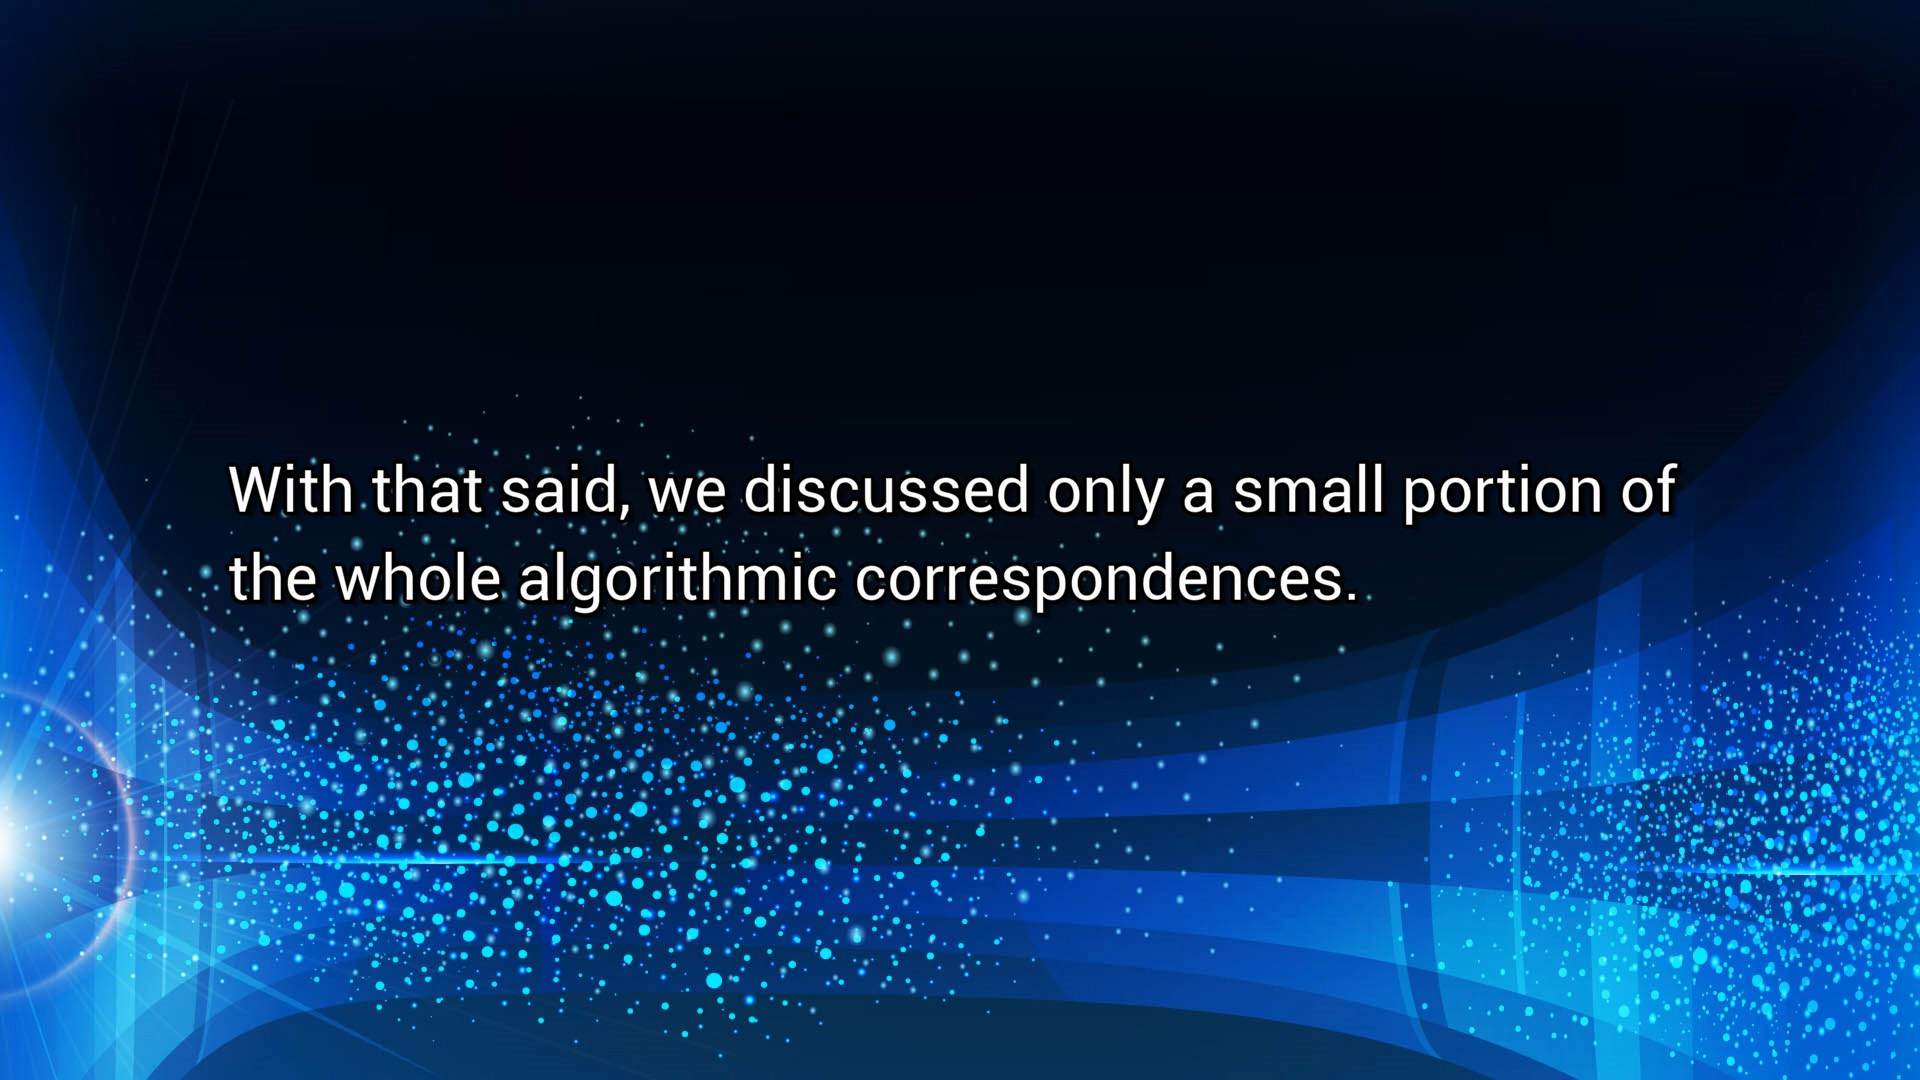 With that said, we discussed only a small portion of
the whole algorithmic correspondences.